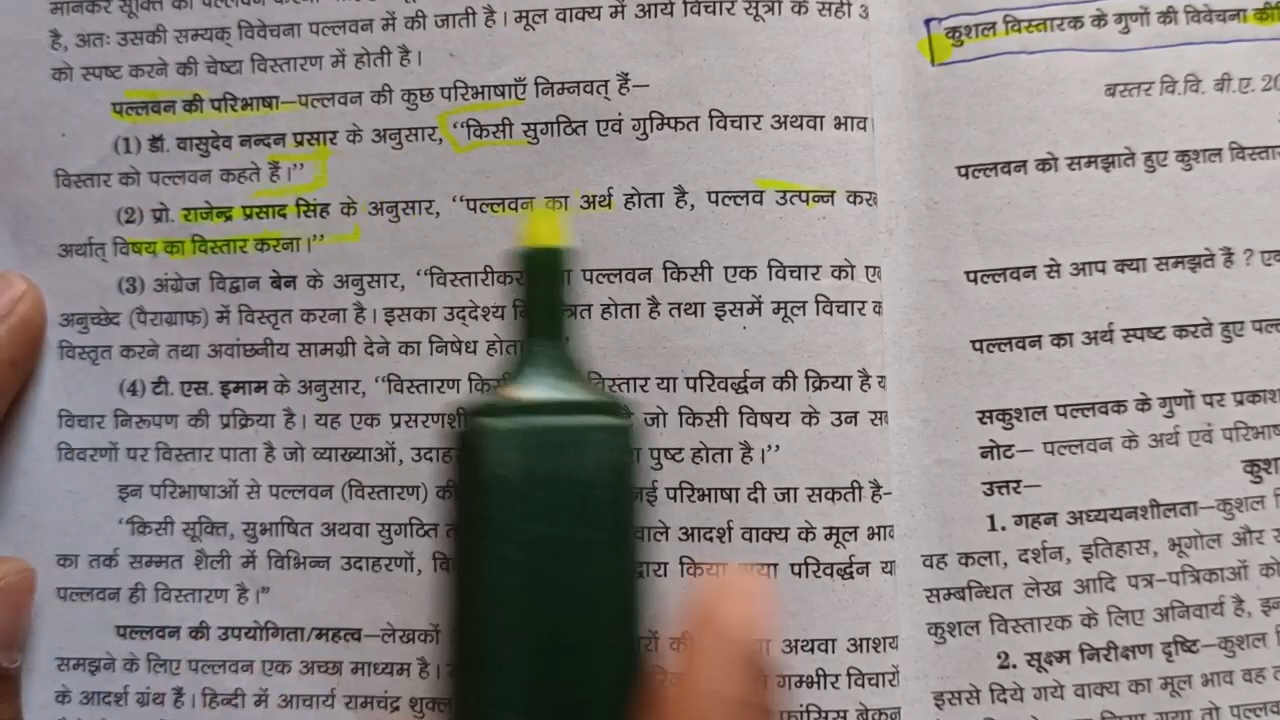 मानकर सूक्ति का पल्लवन
है, अतः उसकी सम्यक् विवेचना पल्लवन में की जाती है। मूल वाक्य में आये विचार सूत्रों के सही
को स्पष्ट करने की चेष्टा विस्तारण में होती है।
पल्लवन की परिभाषा—पल्लवन की कुछ परिभाषाएँ निम्नवत् हैं—
(1) डॉ. वासुदेव नन्दन प्रसार के अनुसार, “किसी सुगठित एवं गुम्फित विचार अथवा भाव
विस्तार को पल्लवन कहते हैं।”
(2) प्रो. राजेन्द्र प्रसाद सिंह के अनुसार, “पल्लवन का अर्थ होता है, पल्लव उत्पन्न
अर्थात् विषय का विस्तार करना।”
(3) अंग्रेज विद्वान बेन के अनुसार, पल्लवन किसी एक विचार को
अनुच्छेद (पैराग्राफ) में विस्तृत करना है। इसका उद्देश्य होता है तथा इसमें मूल विचार
विस्तृत करने तथा अवांछनीय सामग्री देने का निषेध
(4) टी. एस. इमाम के अनुसार, “विस्तारण विस्तार या परिवर्द्धन की क्रिया है
विचार निरूपण की प्रक्रिया है। यह एक जो किसी विषय के उन
विवरणों पर विस्तार पाता है जो व्याख्याओं, पुष्ट होता है।”
इन परिभाषाओं से पल्लवन (विस्तारण) परिभाषा दी जा सकती है-
“किसी सूक्ति, सुभाषित अथवा सुगठित वाले आदर्श वाक्य के मूल भाव
का तर्क सम्मत शैली में विभिन्न उदाहरणों, द्वारा किया गया परिवर्द्धन
पल्लवन ही विस्तारण है।”
पल्लवन की उपयोगिता/महत्व—लेखकों अथवा आशय
समझने के लिए पल्लवन एक अच्छा माध्यम है। गम्भीर विचारों
के आदर्श ग्रंथ हैं। हिन्दी में आचार्य रामचंद्र फ्रांसिस बेकन
कुशल विस्तारक के गुणों की विवेचना
बस्तर वि.वि. बी.ए.
पल्लवन को समझाते हुए कुशल
पल्लवन से आप क्या समझते हैं ?
पल्लवन का अर्थ स्पष्ट करते हुए
सकुशल पल्लवक के गुणों पर
नोट— पल्लवन के अर्थ एवं
उत्तर—
1. गहन अध्ययनशीलता—कुशल
वह कला, दर्शन, इतिहास, भूगोल और
सम्बन्धित लेख आदि पत्र-पत्रिकाओं को
कुशल विस्तारक के लिए अनिवार्य है,
2. सूक्ष्म निरीक्षण दृष्टि—कुशल
इससे दिये गये वाक्य का मूल भाव वह